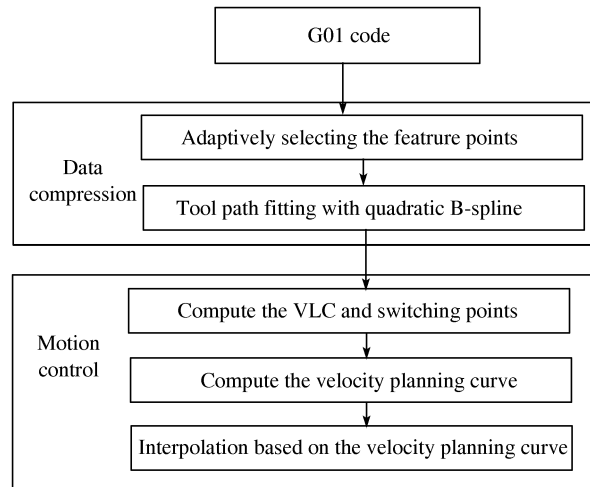 G01 code
Adaptively selecting the featrure points
Data
compression
Tool path fitting with quadratic B-spline
Compute the VLC and switching points
Motion
control
Compute the velocity planning curve
Interpolation based on the velocity planning curve